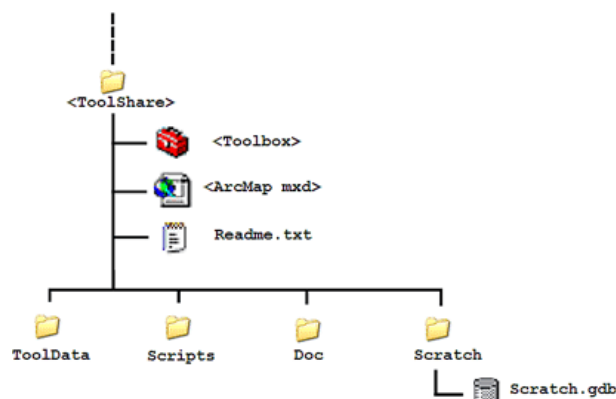 <ToolShare>
<Toolbox>
<ArcMap mxd>
Readme.txt
ToolData
Scripts
Doc
Scratch
Scratch.gdb